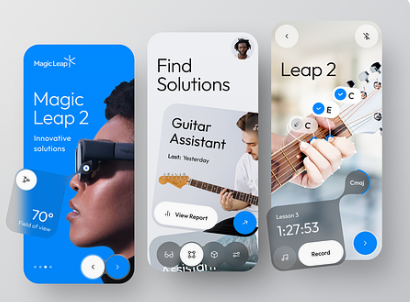 Magic Leap
Magic
Leap 2
Innovative
solutions
70°
Field of view
Find
Solutions
Guitar
Assistant
Last: Yesterday
View Report
Assistant
Leap 2
C
E
C
Cmaj
Lesson 3
1:27:53
Record